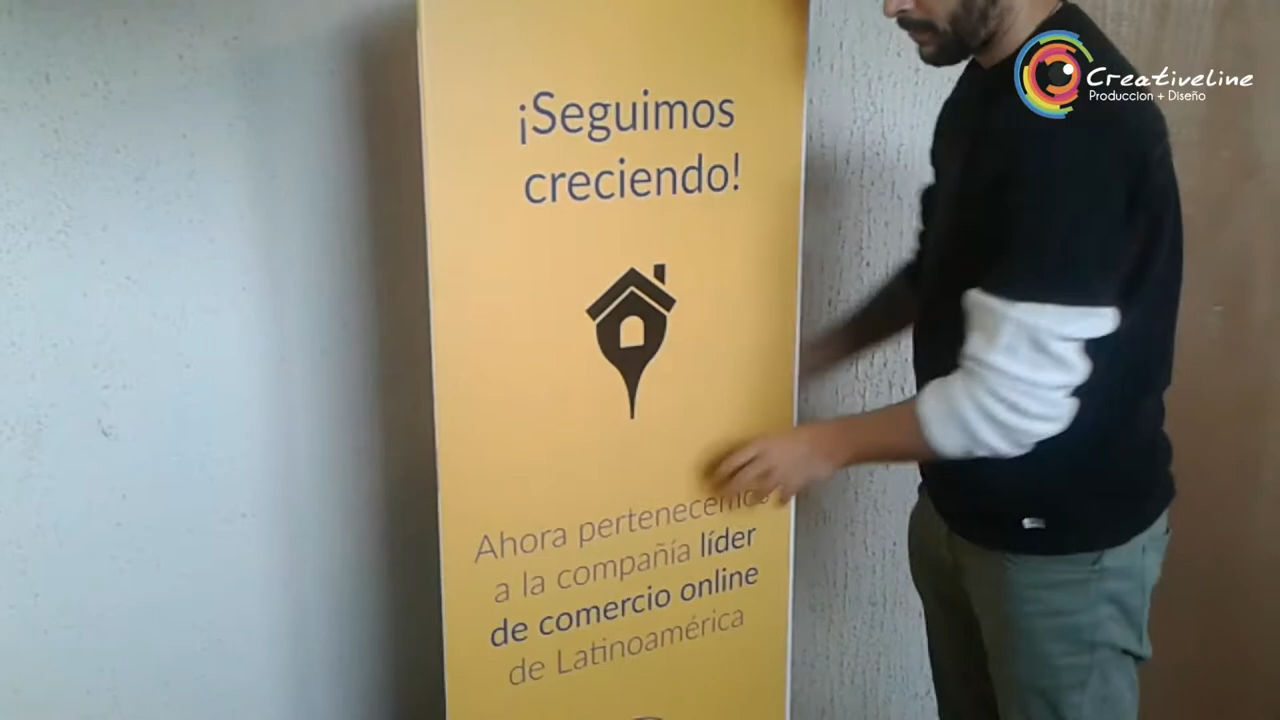 ¡Seguimos
creciendo!
Ahora pertenecemos
a la compañía líder
de comercio online
de Latinoamérica
Creativeline
Produccion + Diseño